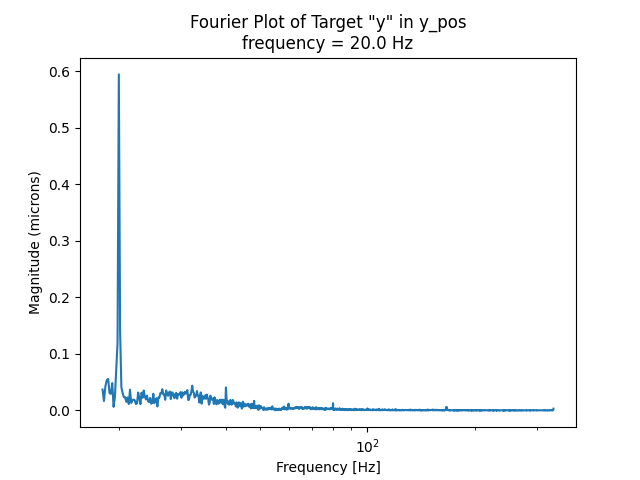 Fourier Plot of Target "y" in y_pos
frequency = 20.0 Hz
0.6
0.5
0.4
0.3
0.2
0.1
0.0
Magnitude (microns)
10²
Frequency [Hz]